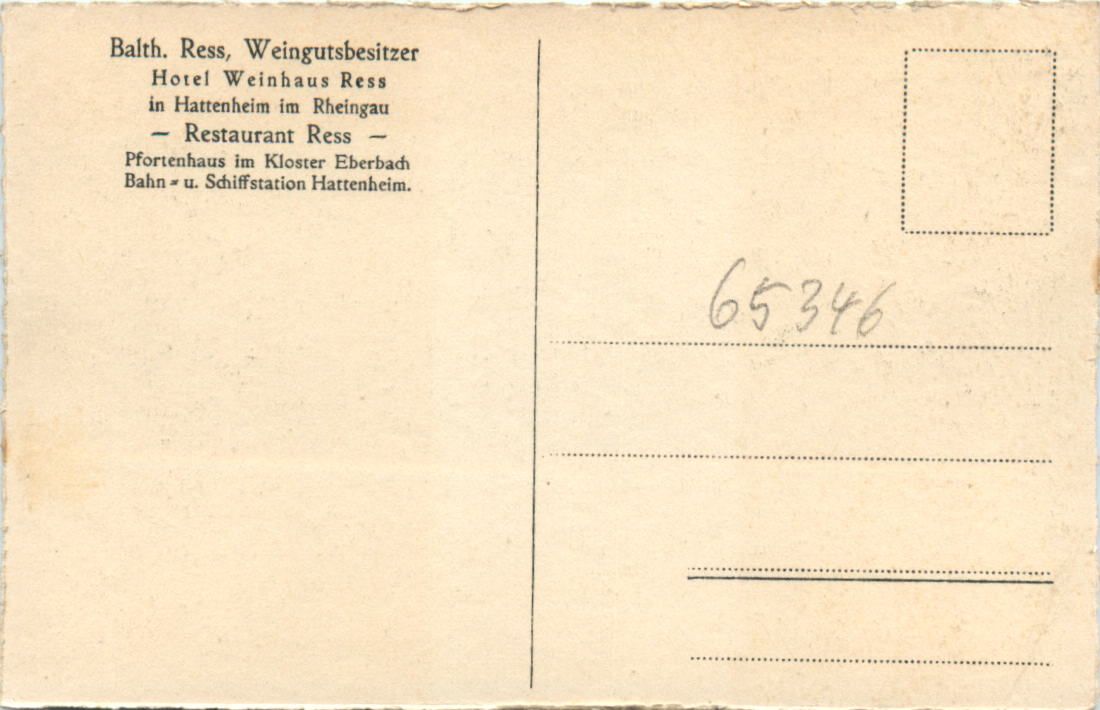 Balth. Ress, Weingutsbesitzer
Hotel Weinhaus Ress
in Hattenheim im Rheingau
— Restaurant Ress —
Pfortenhaus im Kloster Eberbach
Bahn- u. Schiffstation Hattenheim.
65346